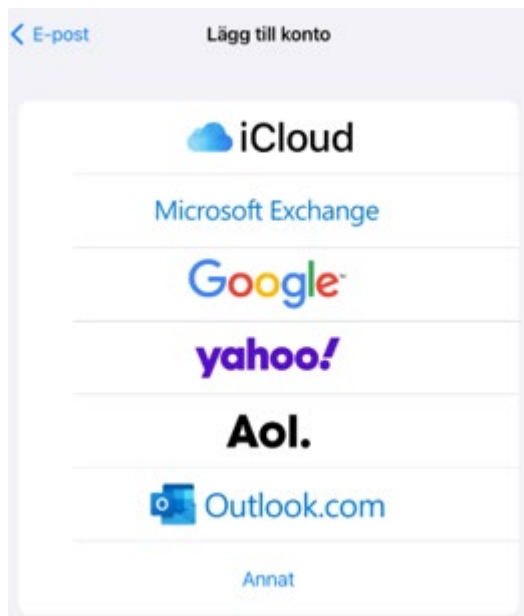 E-post
Lägg till konto
iCloud
Microsoft Exchange
Google
yahoo!
Aol.
Outlook.com
Annat